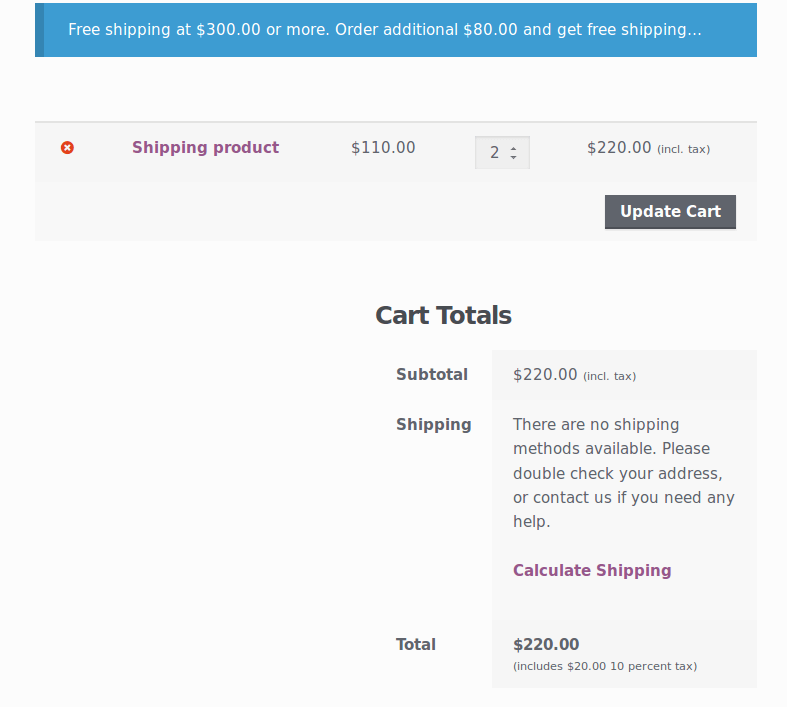 Free shipping at $300.00 or more. Order additional $80.00 and get free shipping...
Shipping product $110.00 2 $220.00 (incl. tax)
Update Cart
Cart Totals
Subtotal $220.00 (incl. tax)
Shipping There are no shipping
methods available. Please
double check your address,
or contact us if you need any
help.
Calculate Shipping
Total $220.00
(includes $20.00 10 percent tax)